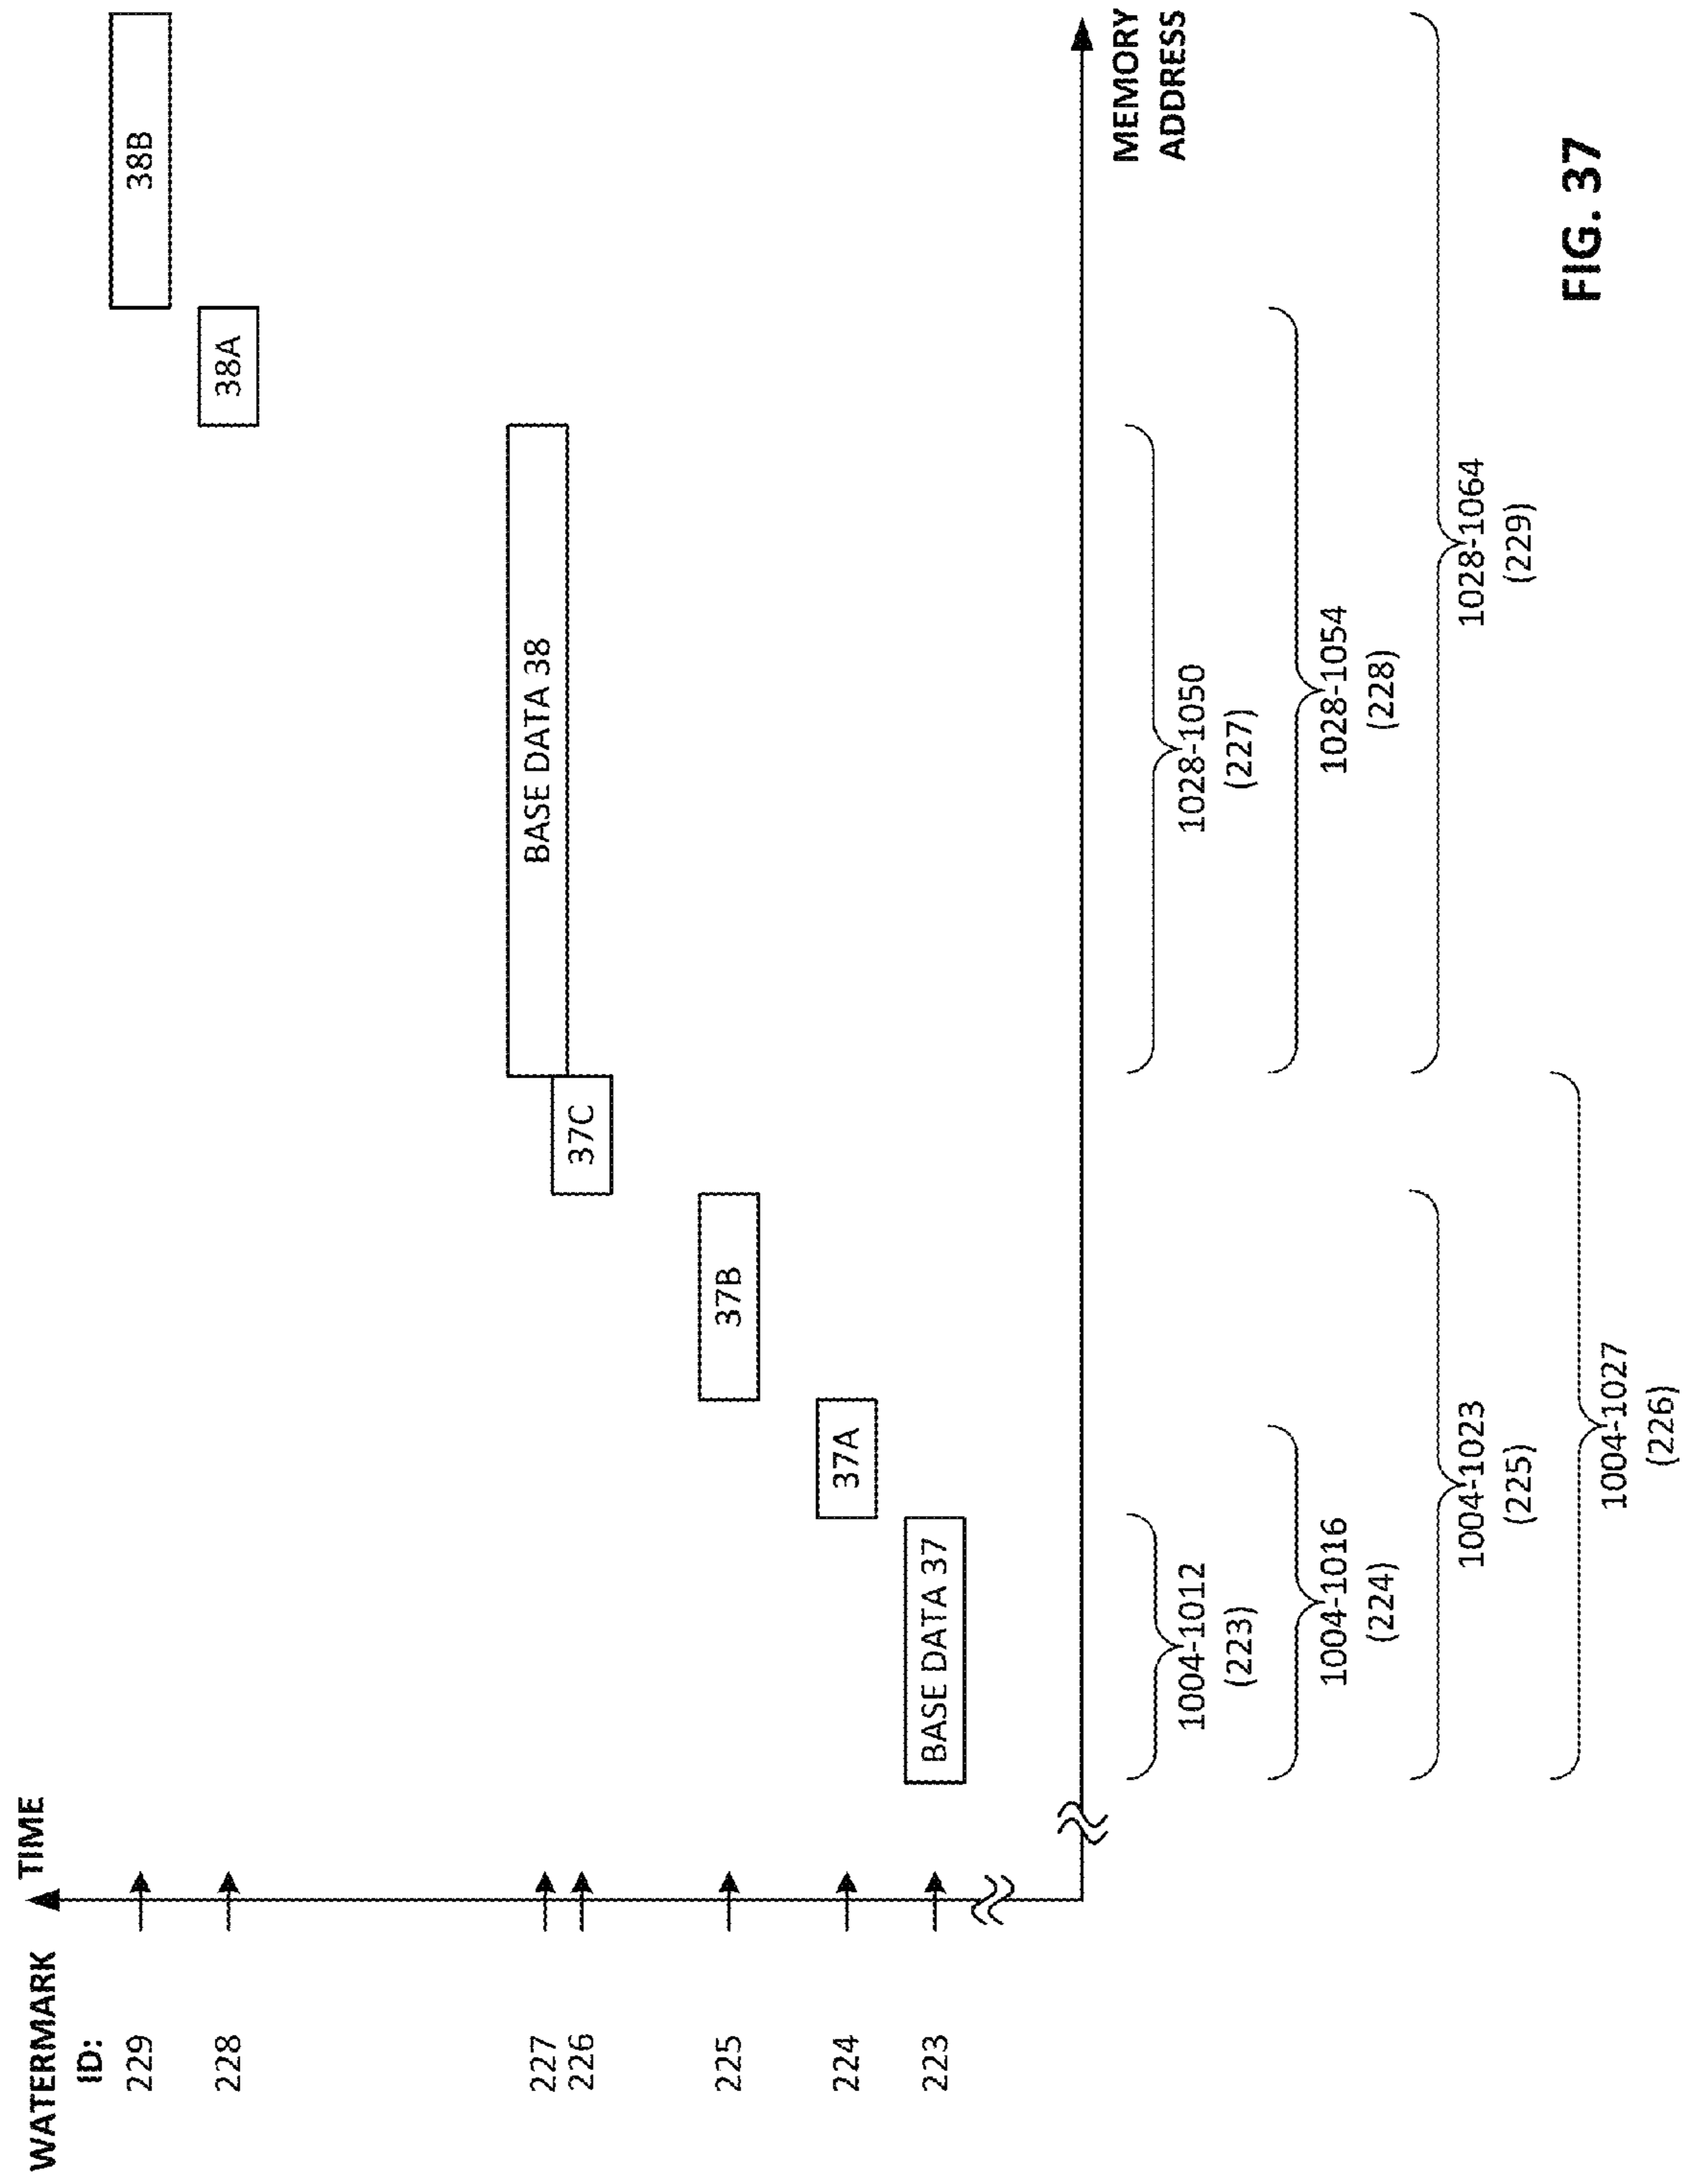 WATERMARK
ID:
TIME
229
228
227
226
225
224
223
38B
38A
BASE DATA 38
37C
37B
37A
BASE DATA 37
MEMORY
ADDRESS
1004-1012
(223)
1028-1050
(227)
1004-1016
(224)
1028-1054
(228)
1004-1023
(225)
1028-1064
(229)
1004-1027
(226)
FIG. 37